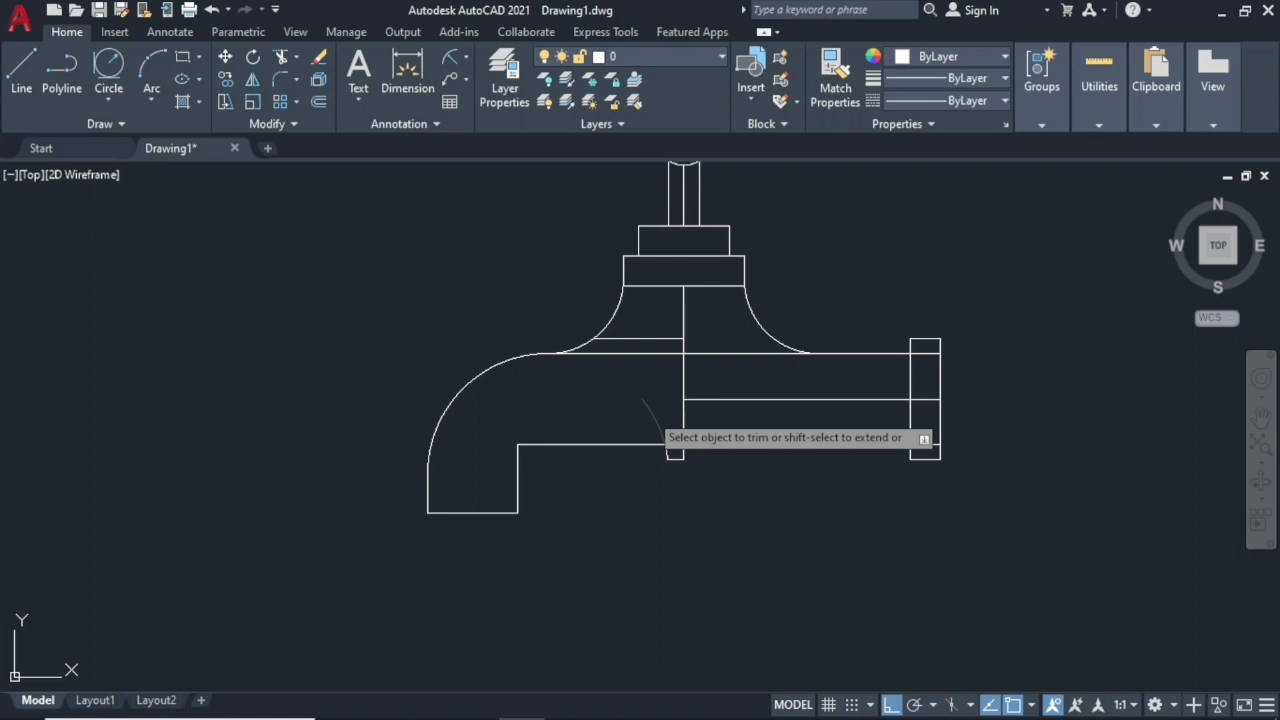 Autodesk AutoCAD 2021 Drawing1.dwg
Type a keyword or phrase
Sign In
Home Insert Annotate Parametric View Manage Output Add-ins Collaborate Express Tools Featured Apps
0
ByLayer
ByLayer
ByLayer
Line Polyline Circle Arc
Text Dimension
Layer
Properties
Insert
Match
Properties
Groups Utilities Clipboard View
Draw Modify Annotation Layers Block Properties
Start Drawing1*
[−][Top][2D Wireframe]
N
W TOP E
S
WCS
Select object to trim or shift-select to extend or
Y
X
Model Layout1 Layout2
MODEL
1:1